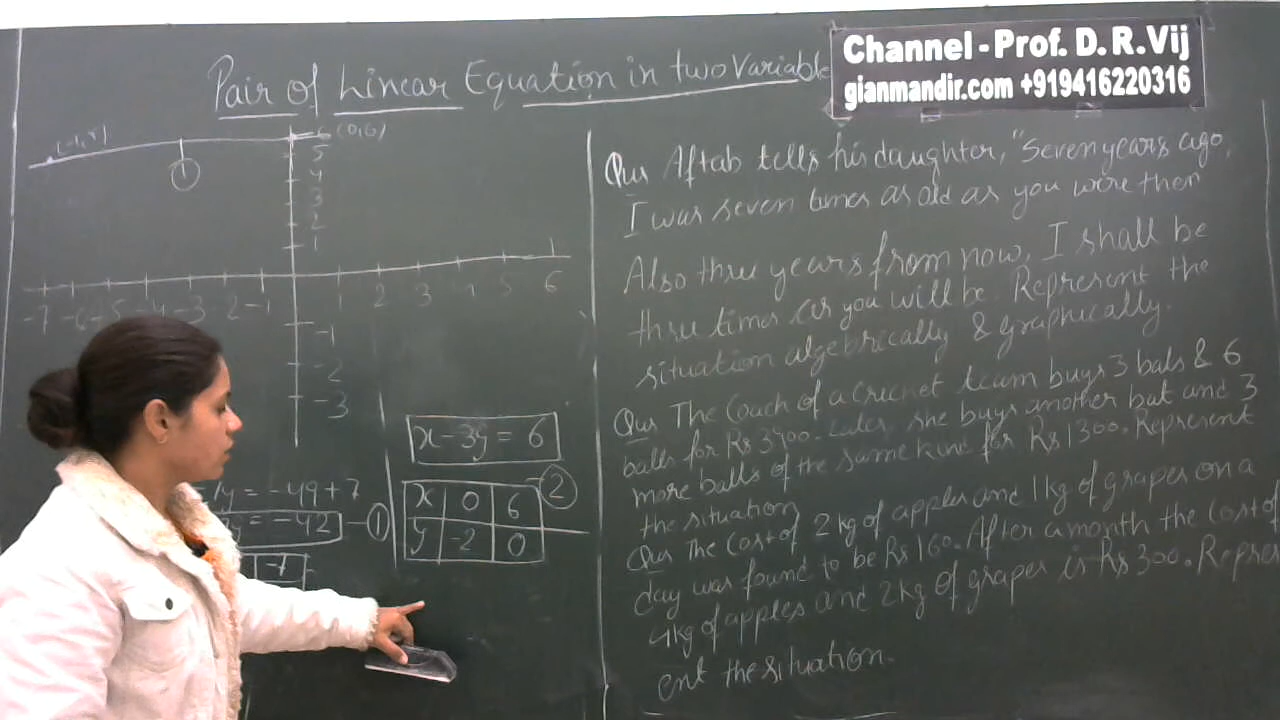 Pair of Linear Equation in two Variable
Channel - Prof. D. R. Vij
gianmandir.com +919416220316
(0,6)
6
5
4
3
2
1
-7 -6 -5 -4 -3 -2 -1 1 2 3 4 5 6
-1
-2
-3
1
-7y = -49+7
= -42 - 1
-7
x - 3y = 6
- 2
x 0 6
y -2 0
Qus Aftab tells his daughter, "Seven years ago,
I was seven times as old as you were then
Also three years from now, I shall be
three times as you will be. Represent the
situation algebrically & graphically.
Qus The Coach of a Cricket team buys 3 bats & 6
balls for Rs 3900. Later, she buys another bat and 3
more balls of the same kind for Rs 1300. Represent
the situation
Qus The Cost of 2 kg of apples and 1 kg of grapes on a
day was found to be Rs 160. After a month the Cost of
4kg of apples and 2kg of grapes is Rs 300. Repres
ent the situation.